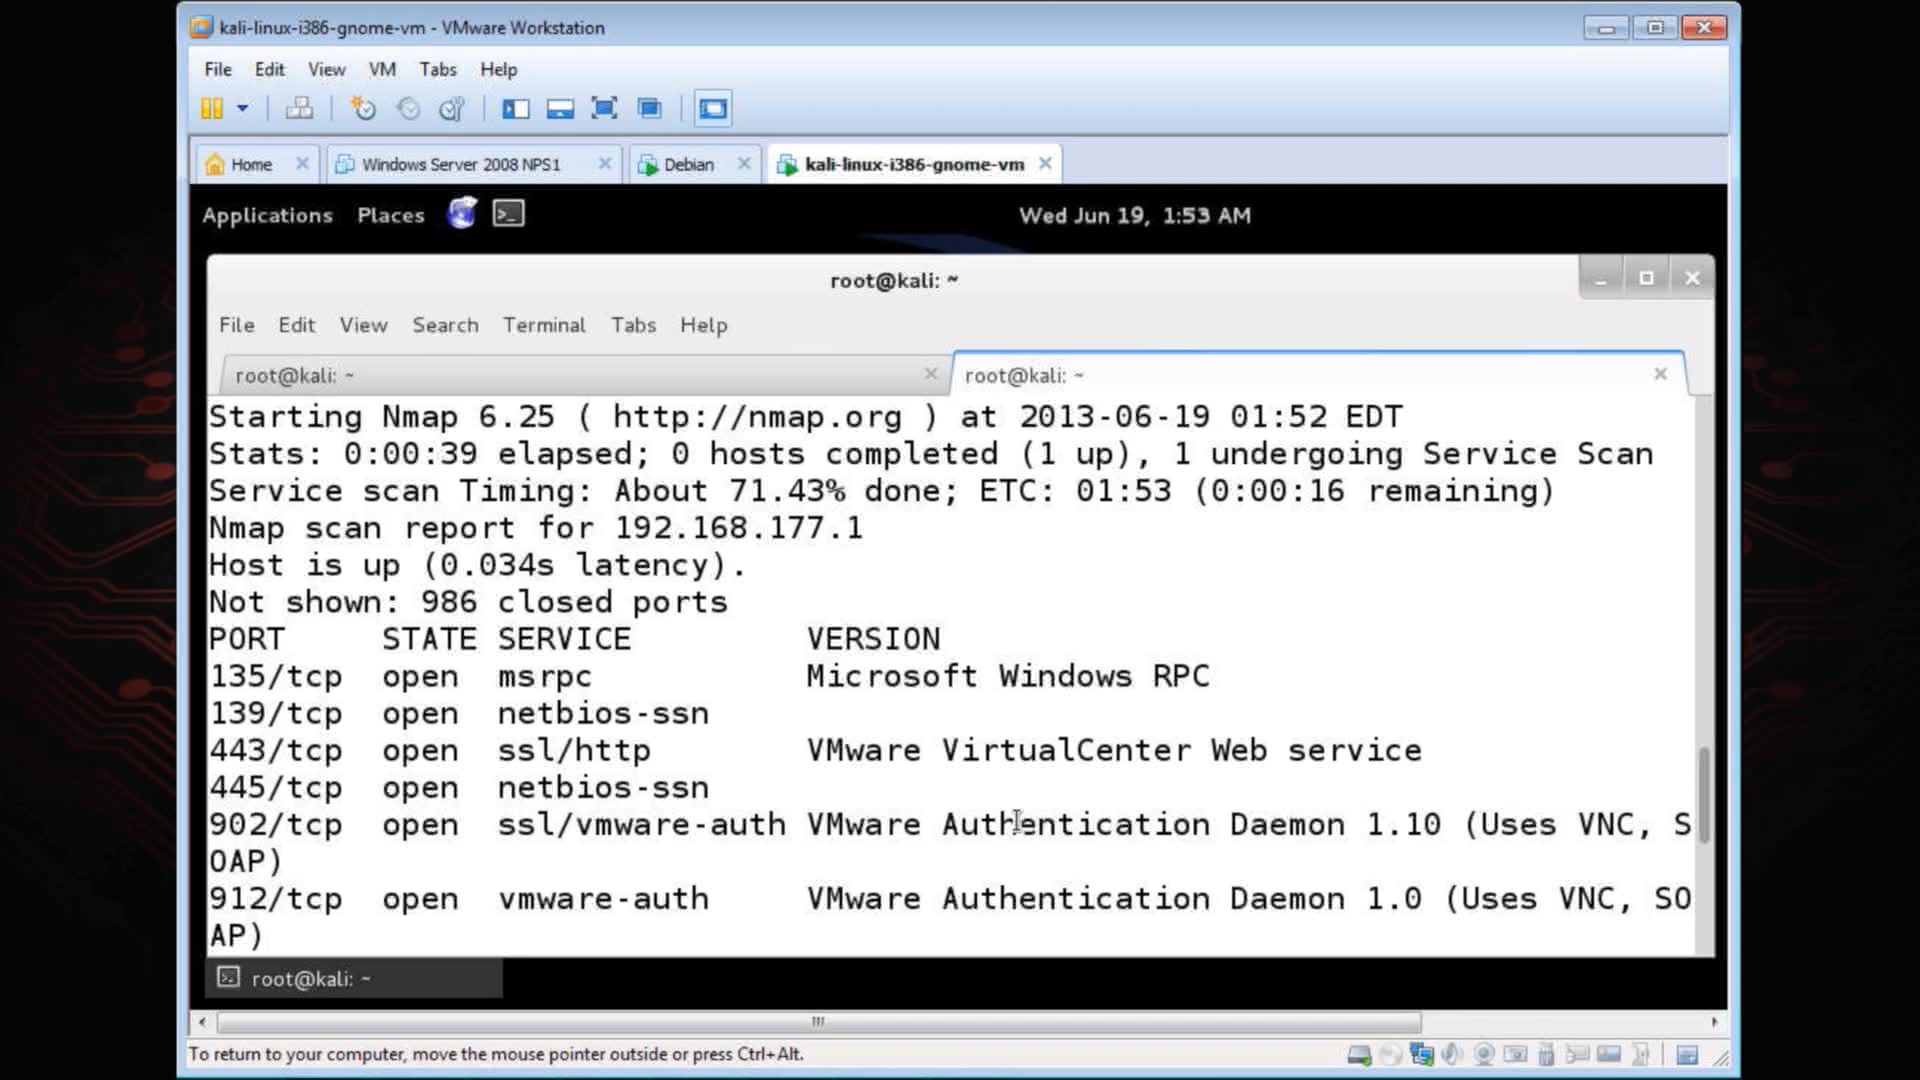 kali-linux-i386-gnome-vm - VMware Workstation
File Edit View VM Tabs Help
Home Windows Server 2008 NPS1 Debian kali-linux-i386-gnome-vm
Applications Places Wed Jun 19, 1:53 AM
root@kali: ~
File Edit View Search Terminal Tabs Help
root@kali: ~ root@kali: ~
Starting Nmap 6.25 ( http://nmap.org ) at 2013-06-19 01:52 EDT
Stats: 0:00:39 elapsed; 0 hosts completed (1 up), 1 undergoing Service Scan
Service scan Timing: About 71.43% done; ETC: 01:53 (0:00:16 remaining)
Nmap scan report for 192.168.177.1
Host is up (0.034s latency).
Not shown: 986 closed ports
PORT STATE SERVICE VERSION
135/tcp open msrpc Microsoft Windows RPC
139/tcp open netbios-ssn
443/tcp open ssl/http VMware VirtualCenter Web service
445/tcp open netbios-ssn
902/tcp open ssl/vmware-auth VMware Authentication Daemon 1.10 (Uses VNC, S
OAP)
912/tcp open vmware-auth VMware Authentication Daemon 1.0 (Uses VNC, SO
AP)
root@kali: ~
To return to your computer, move the mouse pointer outside or press Ctrl+Alt.